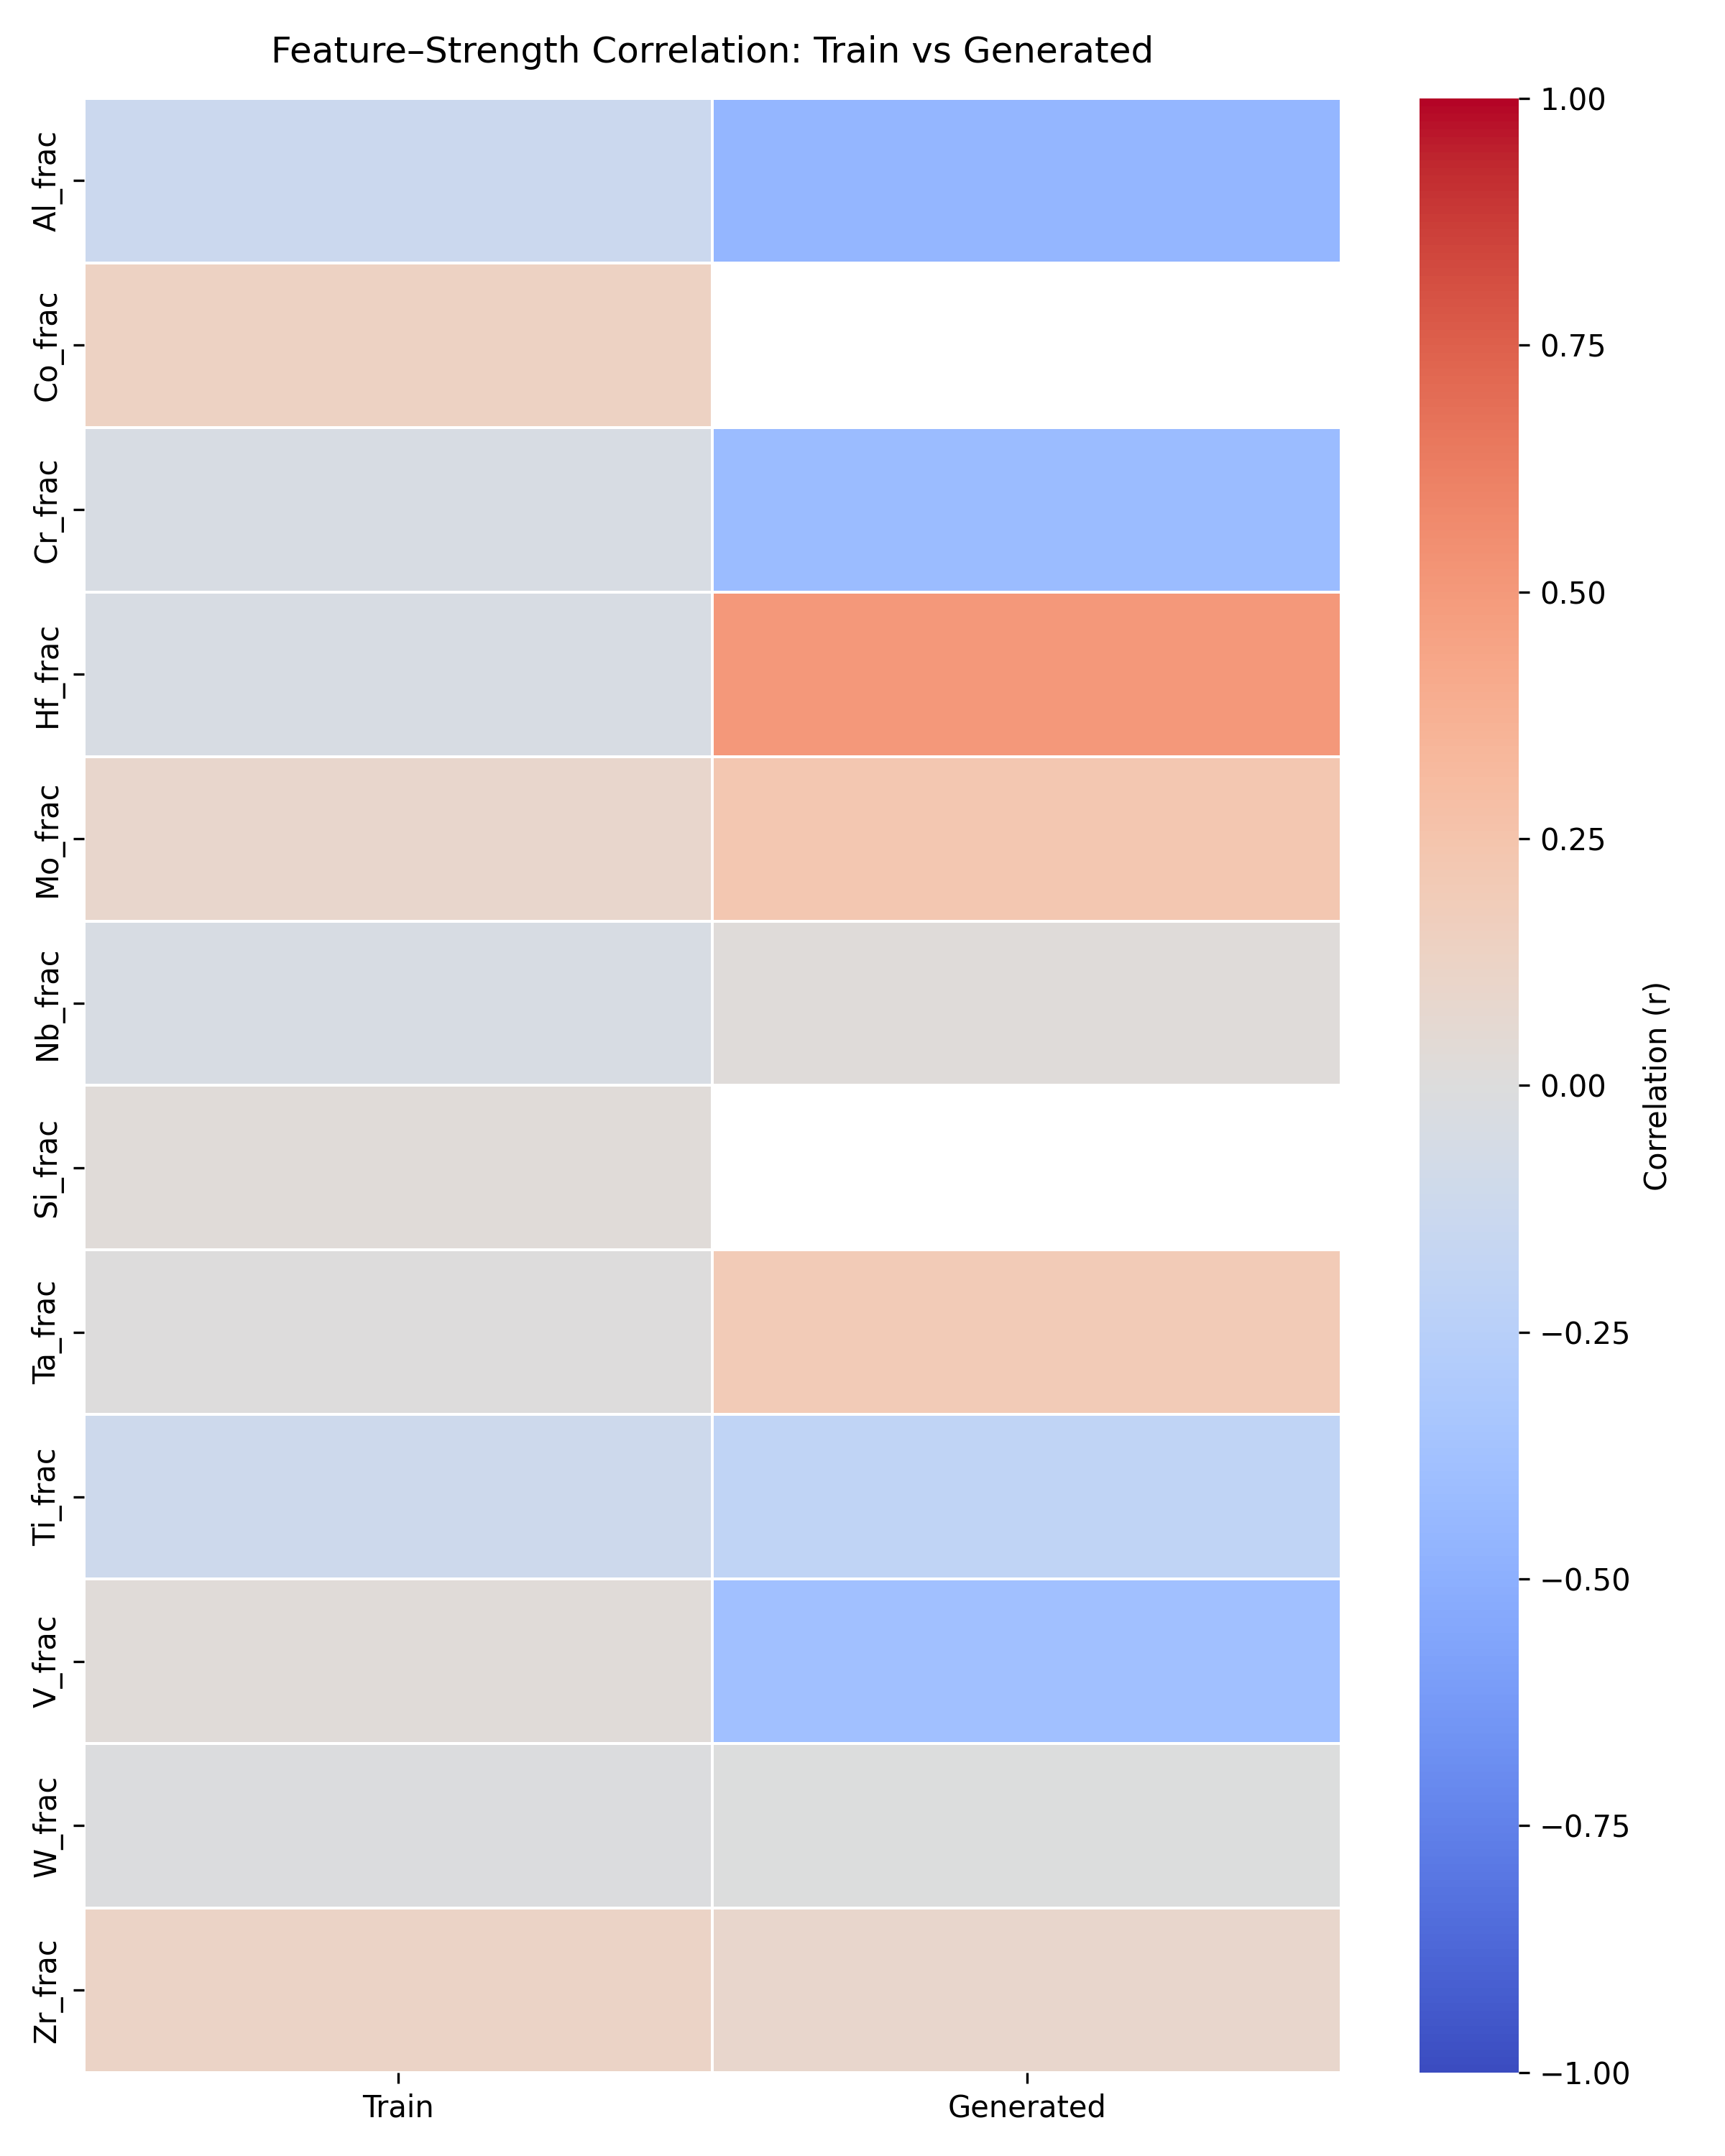 Feature–Strength Correlation: Train vs Generated
Al_frac
Co_frac
Cr_frac
Hf_frac
Mo_frac
Nb_frac
Si_frac
Ta_frac
Ti_frac
V_frac
W_frac
Zr_frac
Train
Generated
1.00
0.75
0.50
0.25
0.00
−0.25
−0.50
−0.75
−1.00
Correlation (r)